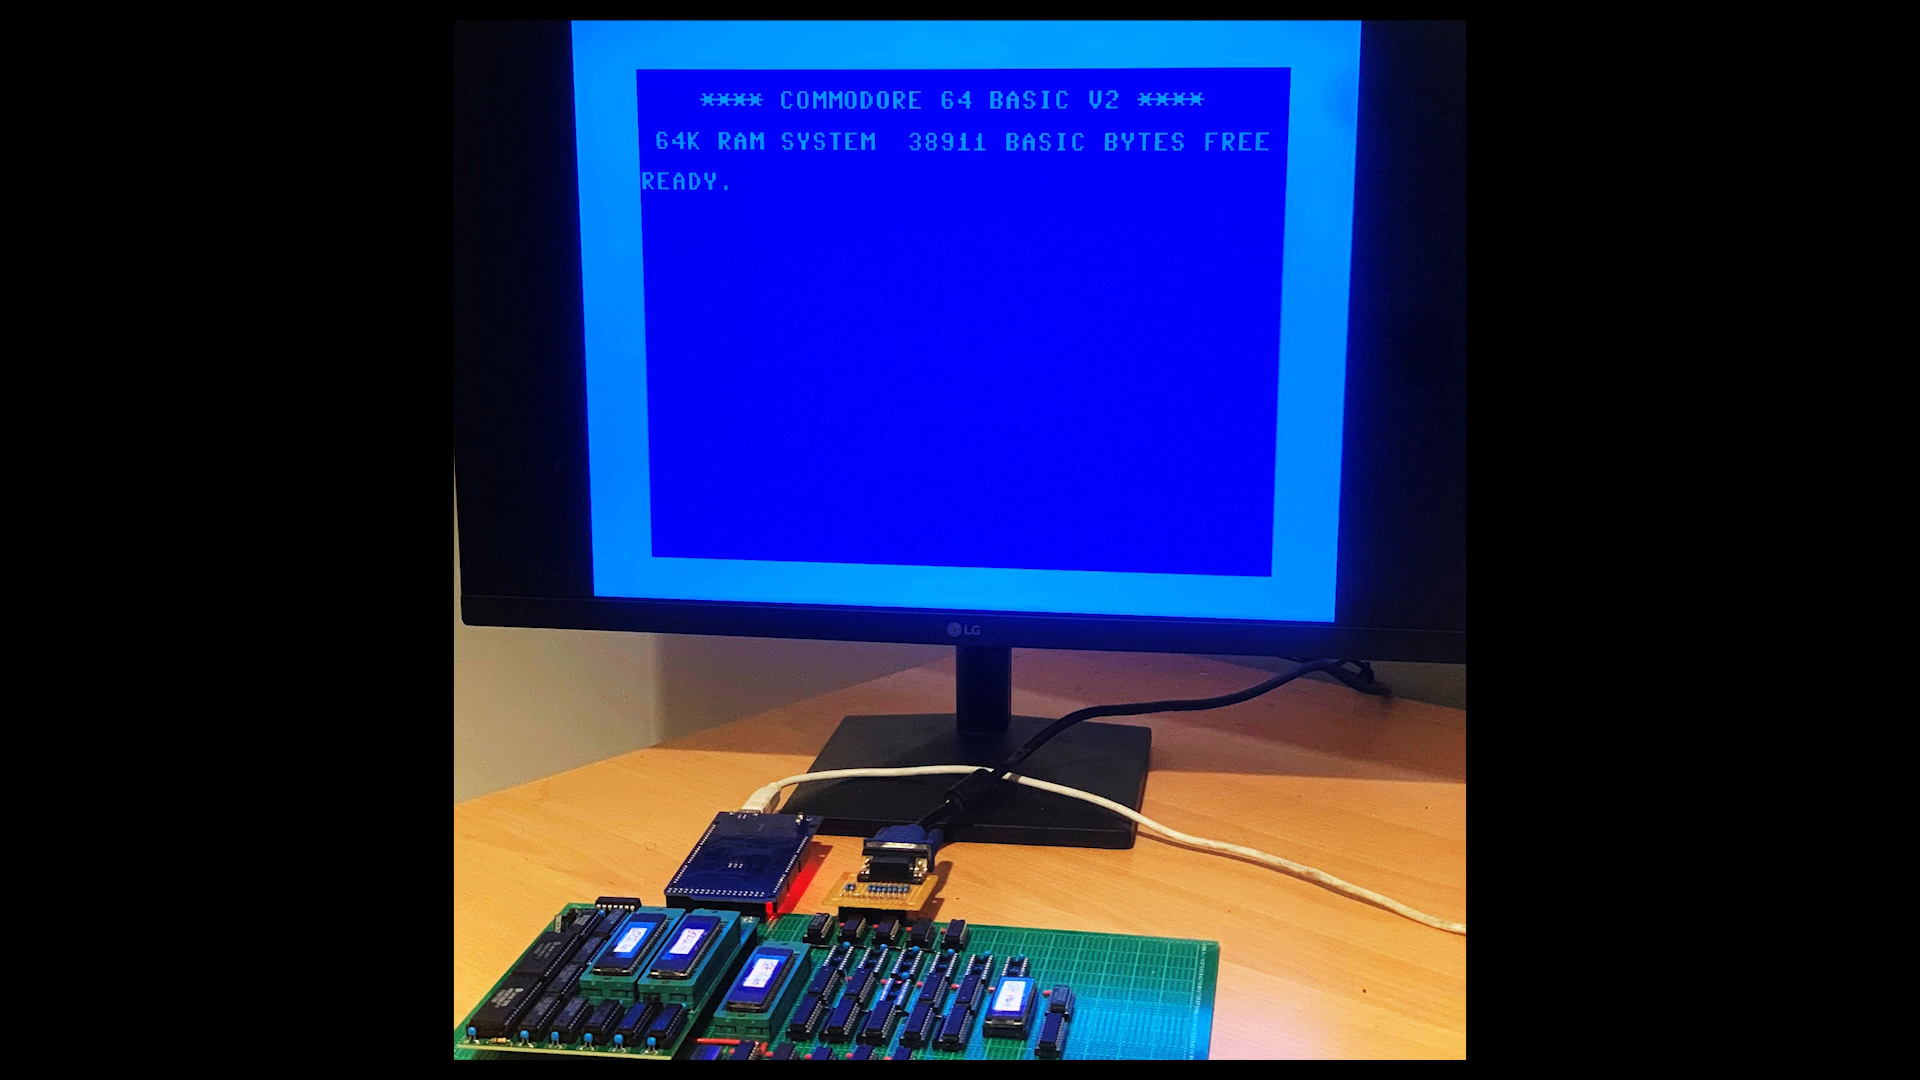 **** COMMODORE 64 BASIC V2 ****
64K RAM SYSTEM  38911 BASIC BYTES FREE
READY.
LG